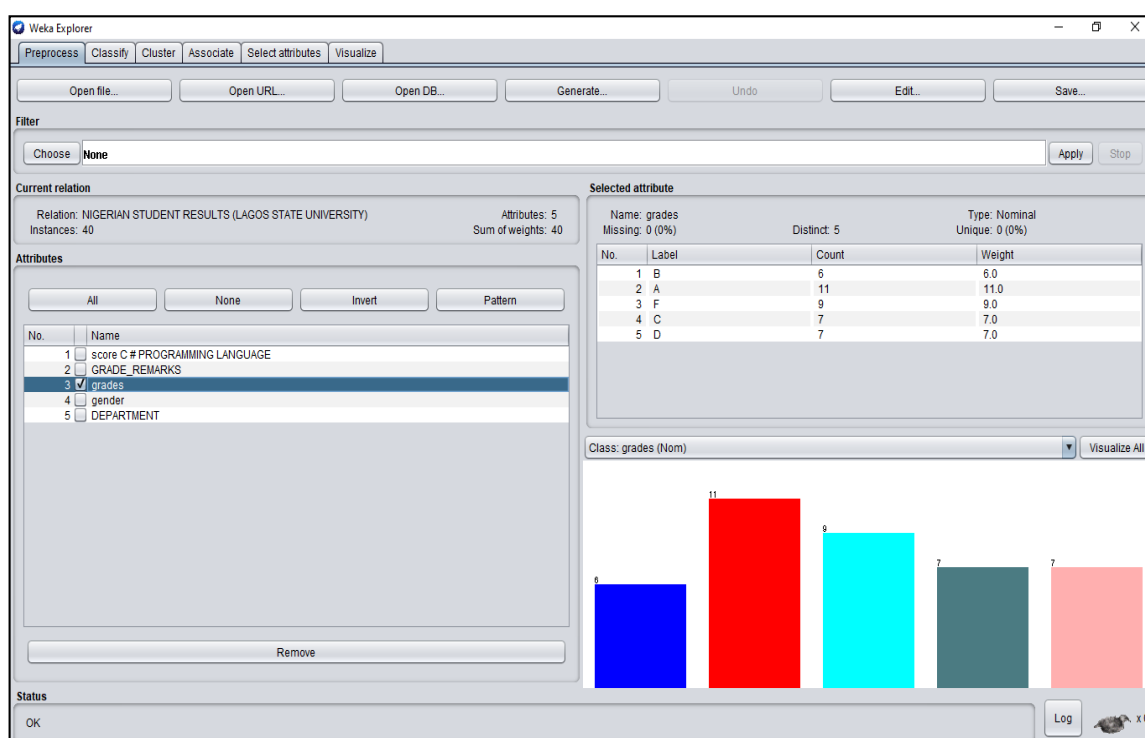 Weka Explorer
Preprocess Classify Cluster Associate Select attributes Visualize
Open file... Open URL... Open DB... Generate... Undo Edit... Save...
Filter
Choose None Apply Stop
Current relation
Relation: NIGERIAN STUDENT RESULTS (LAGOS STATE UNIVERSITY) Attributes: 5
Instances: 40 Sum of weights: 40
Attributes
All None Invert Pattern
No. Name
1 score C # PROGRAMMING LANGUAGE
2 GRADE_REMARKS
3 grades
4 gender
5 DEPARTMENT
Remove
Selected attribute
Name: grades Type: Nominal
Missing: 0 (0%) Distinct: 5 Unique: 0 (0%)
No. Label Count Weight
1 B 6 6.0
2 A 11 11.0
3 F 9 9.0
4 C 7 7.0
5 D 7 7.0
Class: grades (Nom) Visualize All
6 11 9 7 7
Status
OK Log x